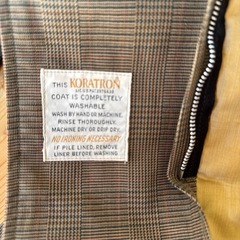 THIS KORATRON
COAT IS COMPLETELY
WASHABLE
WASH BY HAND OR MACHINE.
RINSE THOROUGHLY.
MACHINE DRY OR DRIP DRY.
NO IRONING NECESSARY.
IF PILE LINED, REMOVE
LINER BEFORE WASHING